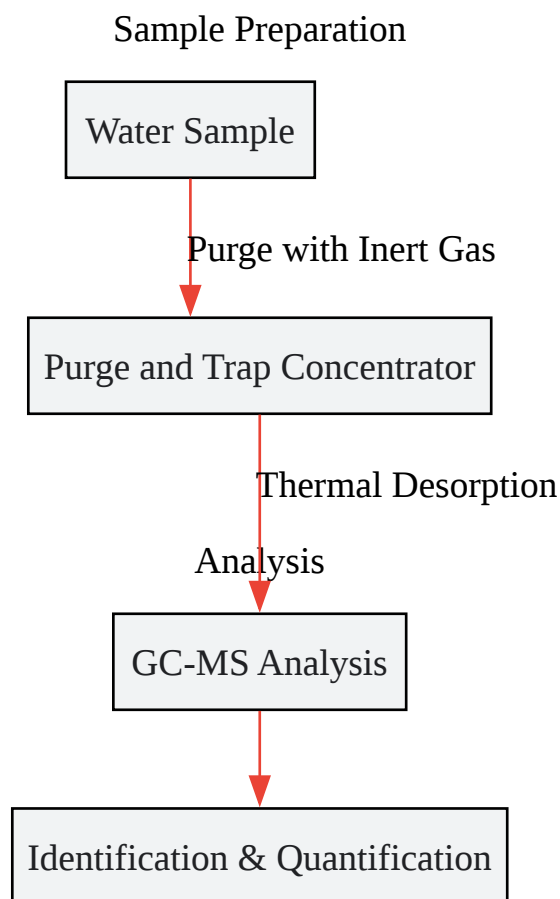 Sample Preparation
Water Sample
Purge with Inert Gas
Purge and Trap Concentrator
Thermal Desorption
Analysis
GC-MS Analysis
Identification & Quantification